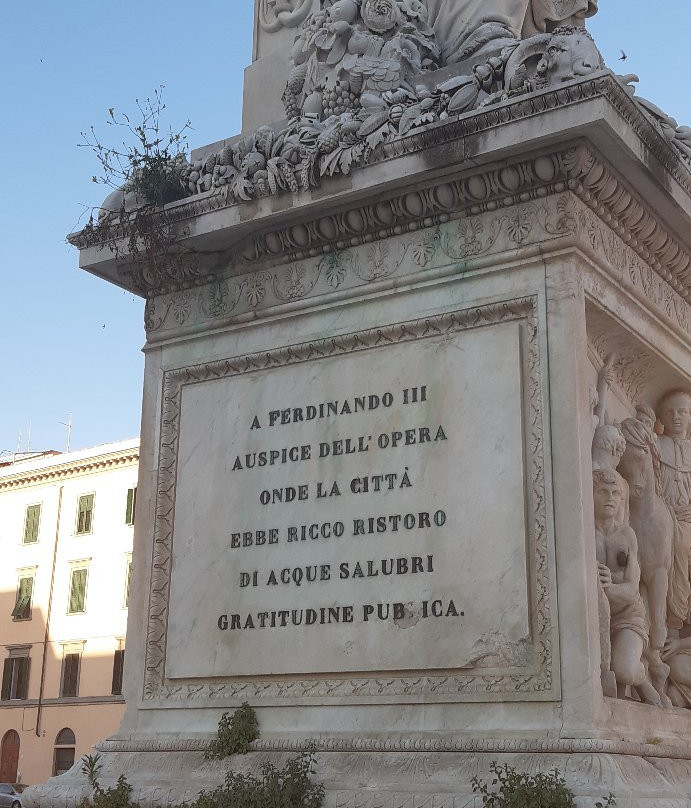 A FERDINANDO III
AUSPICE DELL' OPERA
ONDE LA CITTÀ
EBBE RICCO RISTORO
DI ACQUE SALUBRI
GRATITUDINE PUB ICA.